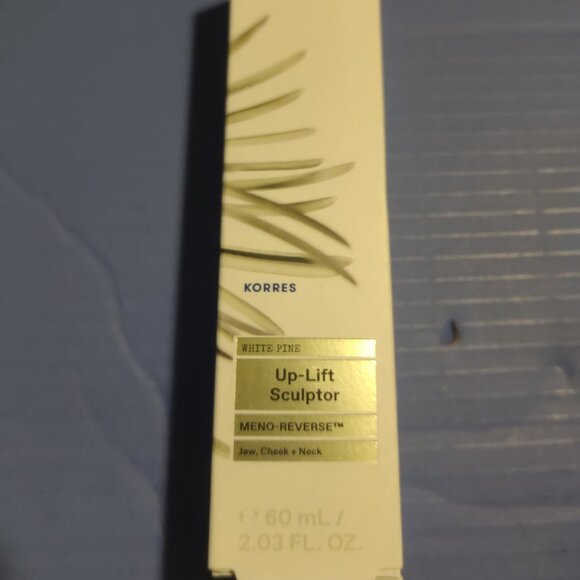 KORRES
WHITE PINE
Up-Lift
Sculptor
MENO-REVERSE™
Jaw, Cheek + Neck
℮ 60 mL /
2.03 FL. OZ.